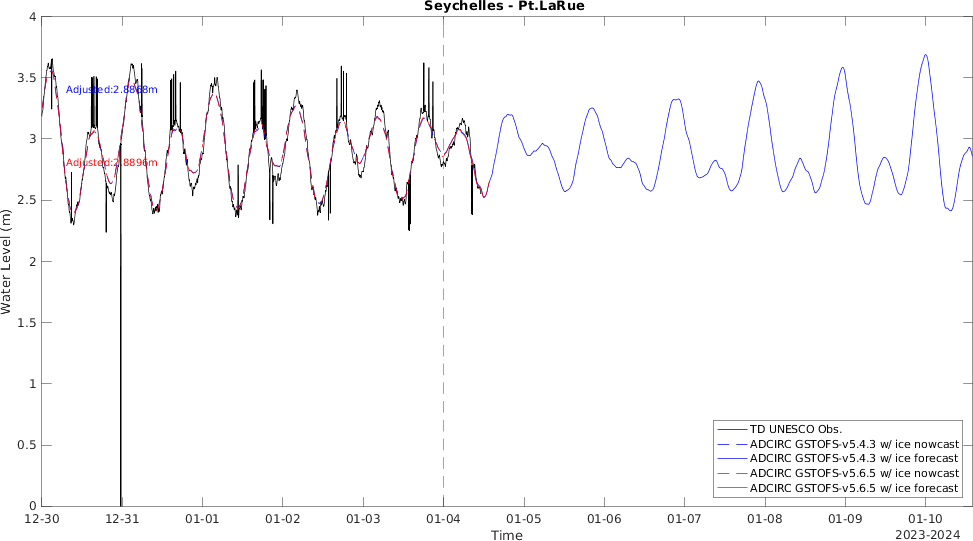 Seychelles - Pt.LaRue
4
3.5
3
2.5
2
1.5
1
0.5
0
Water Level (m)
Adjusted:2.8868m
Adjusted:2.8896m
TD UNESCO Obs.
ADCIRC GSTOFS-v5.4.3 w/ ice nowcast
ADCIRC GSTOFS-v5.4.3 w/ ice forecast
ADCIRC GSTOFS-v5.6.5 w/ ice nowcast
ADCIRC GSTOFS-v5.6.5 w/ ice forecast
12-30 12-31 01-01 01-02 01-03 01-04 01-05 01-06 01-07 01-08 01-09 01-10
Time
2023-2024